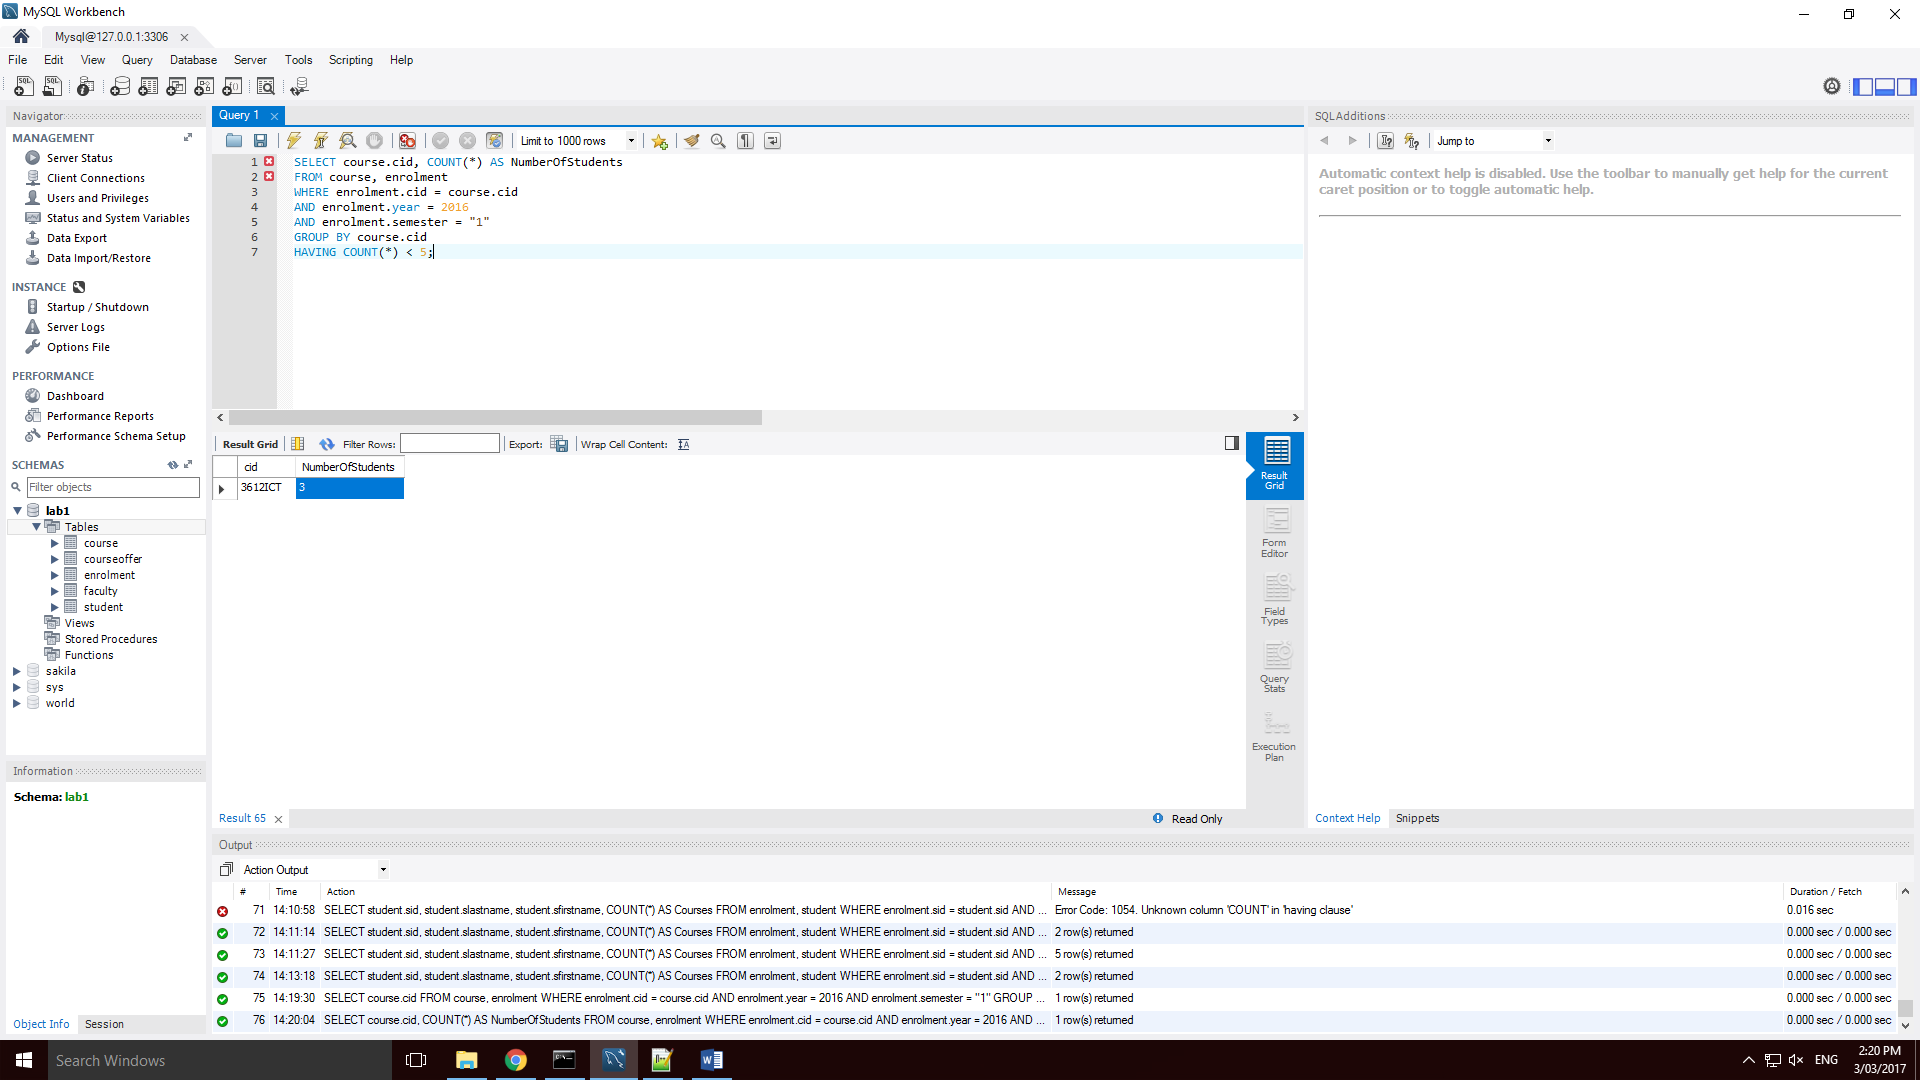 MySQL Workbench
Mysql@127.0.0.1:3306
File Edit View Query Database Server Tools Scripting Help
Navigator
MANAGEMENT
Server Status
Client Connections
Users and Privileges
Status and System Variables
Data Export
Data Import/Restore
INSTANCE
Startup / Shutdown
Server Logs
Options File
PERFORMANCE
Dashboard
Performance Reports
Performance Schema Setup
SCHEMAS
Filter objects
lab1
Tables
course
courseoffer
enrolment
faculty
student
Views
Stored Procedures
Functions
sakila
sys
world
Information
Schema: lab1
Object Info Session
Query 1
Limit to 1000 rows
1 SELECT course.cid, COUNT(*) AS NumberOfStudents
2 FROM course, enrolment
3 WHERE enrolment.cid = course.cid
4 AND enrolment.year = 2016
5 AND enrolment.semester = "1"
6 GROUP BY course.cid
7 HAVING COUNT(*) < 5;
Result Grid Filter Rows: Export: Wrap Cell Content:
cid NumberOfStudents
3612ICT 3
Result Grid
Form Editor
Field Types
Query Stats
Execution Plan
Result 65
Read Only
SQLAdditions
Jump to
Automatic context help is disabled. Use the toolbar to manually get help for the current
caret position or to toggle automatic help.
Context Help Snippets
Output
Action Output
# Time Action Message Duration / Fetch
71 14:10:58 SELECT student.sid, student.slastname, student.sfirstname, COUNT(*) AS Courses FROM enrolment, student WHERE enrolment.sid = student.sid AND ... Error Code: 1054. Unknown column 'COUNT' in 'having clause' 0.016 sec
72 14:11:14 SELECT student.sid, student.slastname, student.sfirstname, COUNT(*) AS Courses FROM enrolment, student WHERE enrolment.sid = student.sid AND ... 2 row(s) returned 0.000 sec / 0.000 sec
73 14:11:27 SELECT student.sid, student.slastname, student.sfirstname, COUNT(*) AS Courses FROM enrolment, student WHERE enrolment.sid = student.sid AND ... 5 row(s) returned 0.000 sec / 0.000 sec
74 14:13:18 SELECT student.sid, student.slastname, student.sfirstname, COUNT(*) AS Courses FROM enrolment, student WHERE enrolment.sid = student.sid AND ... 2 row(s) returned 0.000 sec / 0.000 sec
75 14:19:30 SELECT course.cid FROM course, enrolment WHERE enrolment.cid = course.cid AND enrolment.year = 2016 AND enrolment.semester = "1" GROUP ... 1 row(s) returned 0.000 sec / 0.000 sec
76 14:20:04 SELECT course.cid, COUNT(*) AS NumberOfStudents FROM course, enrolment WHERE enrolment.cid = course.cid AND enrolment.year = 2016 AND ... 1 row(s) returned 0.000 sec / 0.000 sec
Search Windows
ENG
2:20 PM
3/03/2017